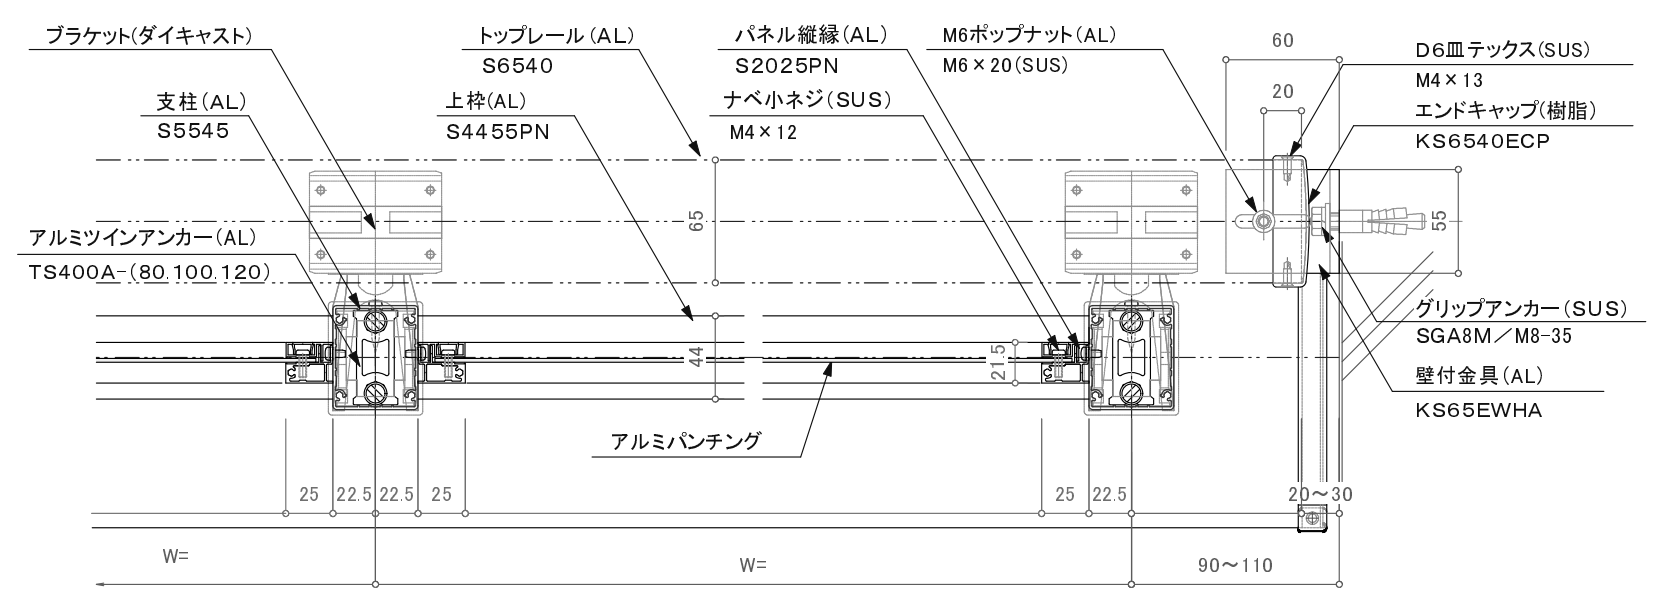 ブラケット(ダイキャスト)
トップレール(AL)
S6540
パネル縦縁(AL)
S2025PN
M6ポップナット(AL)
M6×20(SUS)
60
D6皿テックス(SUS)
M4×13
支柱(AL)
S5545
上枠(AL)
S4455PN
ナベ小ネジ(SUS)
M4×12
20
エンドキャップ(樹脂)
KS6540ECP
65
55
アルミツインアンカー(AL)
TS400A-(80.100.120)
グリップアンカー(SUS)
SGA8M／M8-35
44
21.5
壁付金具(AL)
KS65EWHA
アルミパンチング
25
22.5
22.5
25
25
22.5
20～30
W=
W=
90～110